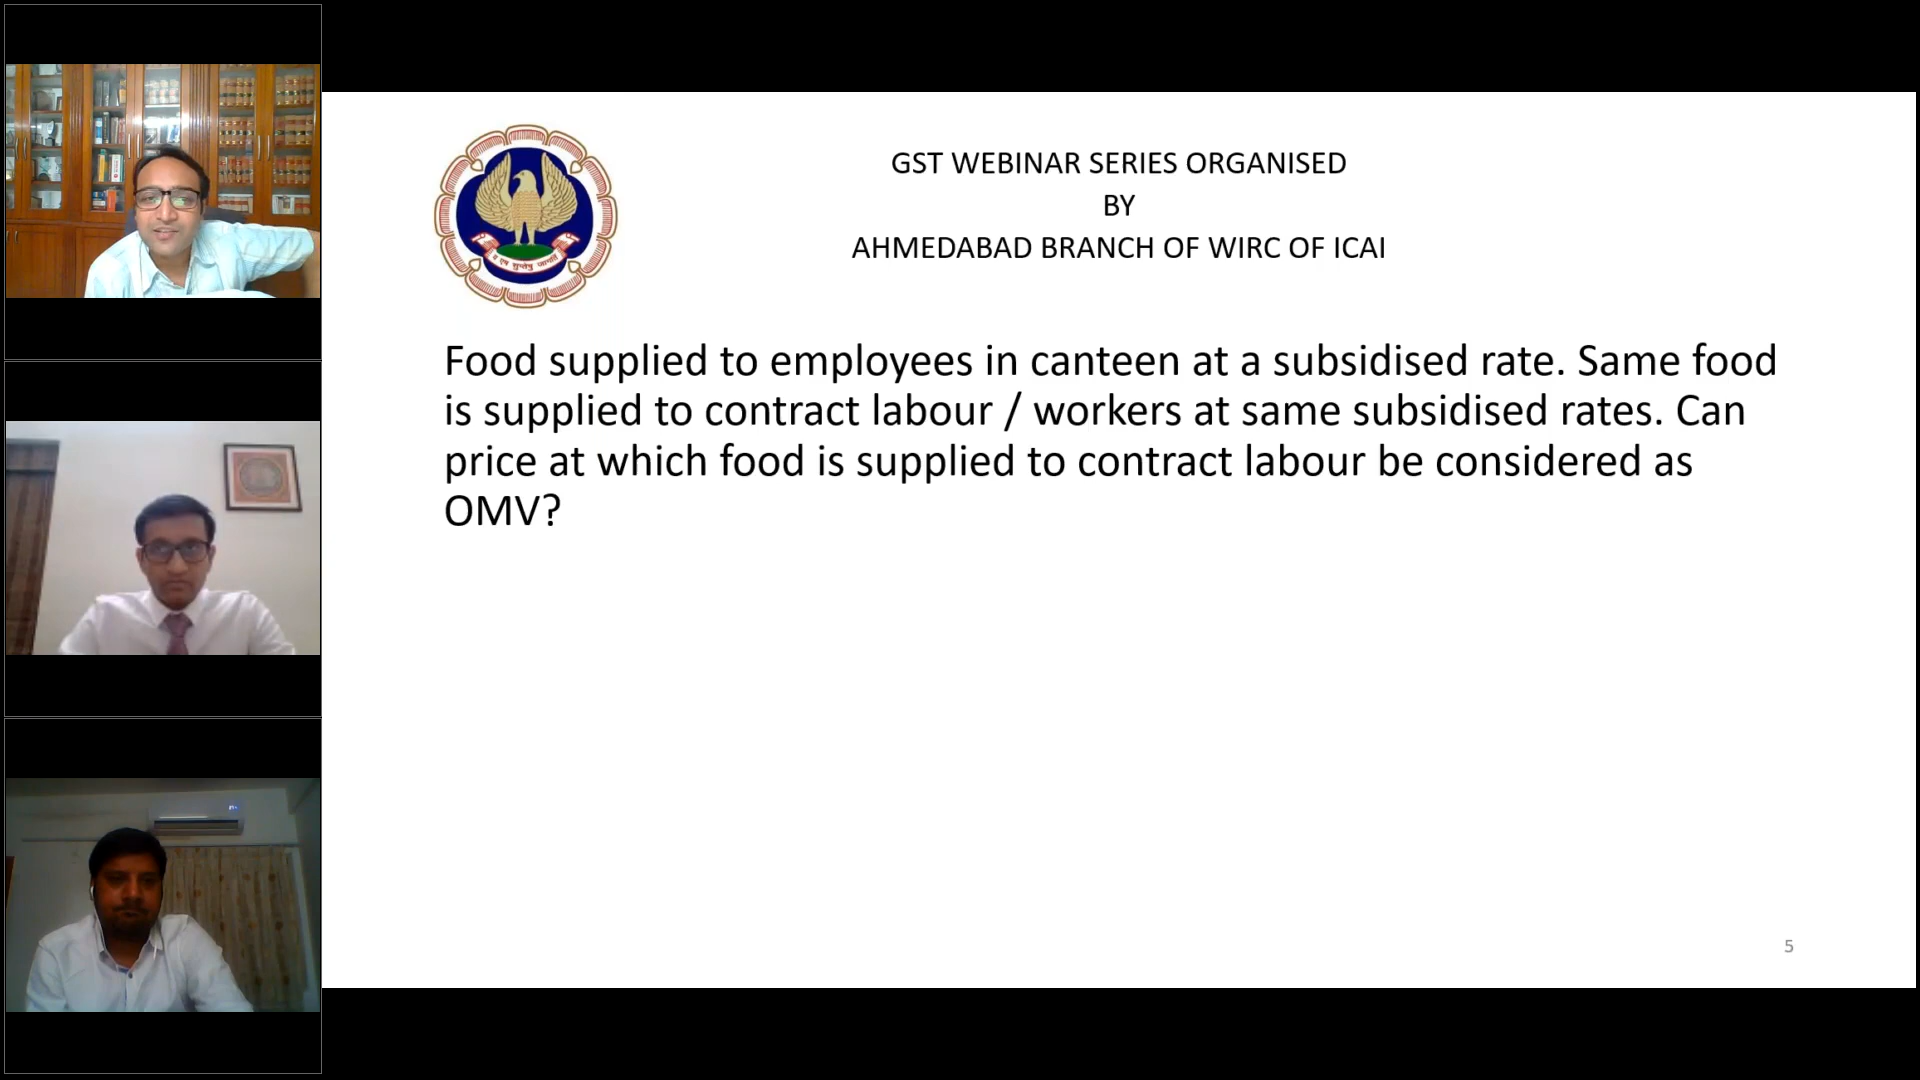 GST WEBINAR SERIES ORGANISED
BY
AHMEDABAD BRANCH OF WIRC OF ICAI
Food supplied to employees in canteen at a subsidised rate. Same food
is supplied to contract labour / workers at same subsidised rates. Can
price at which food is supplied to contract labour be considered as
OMV?
5